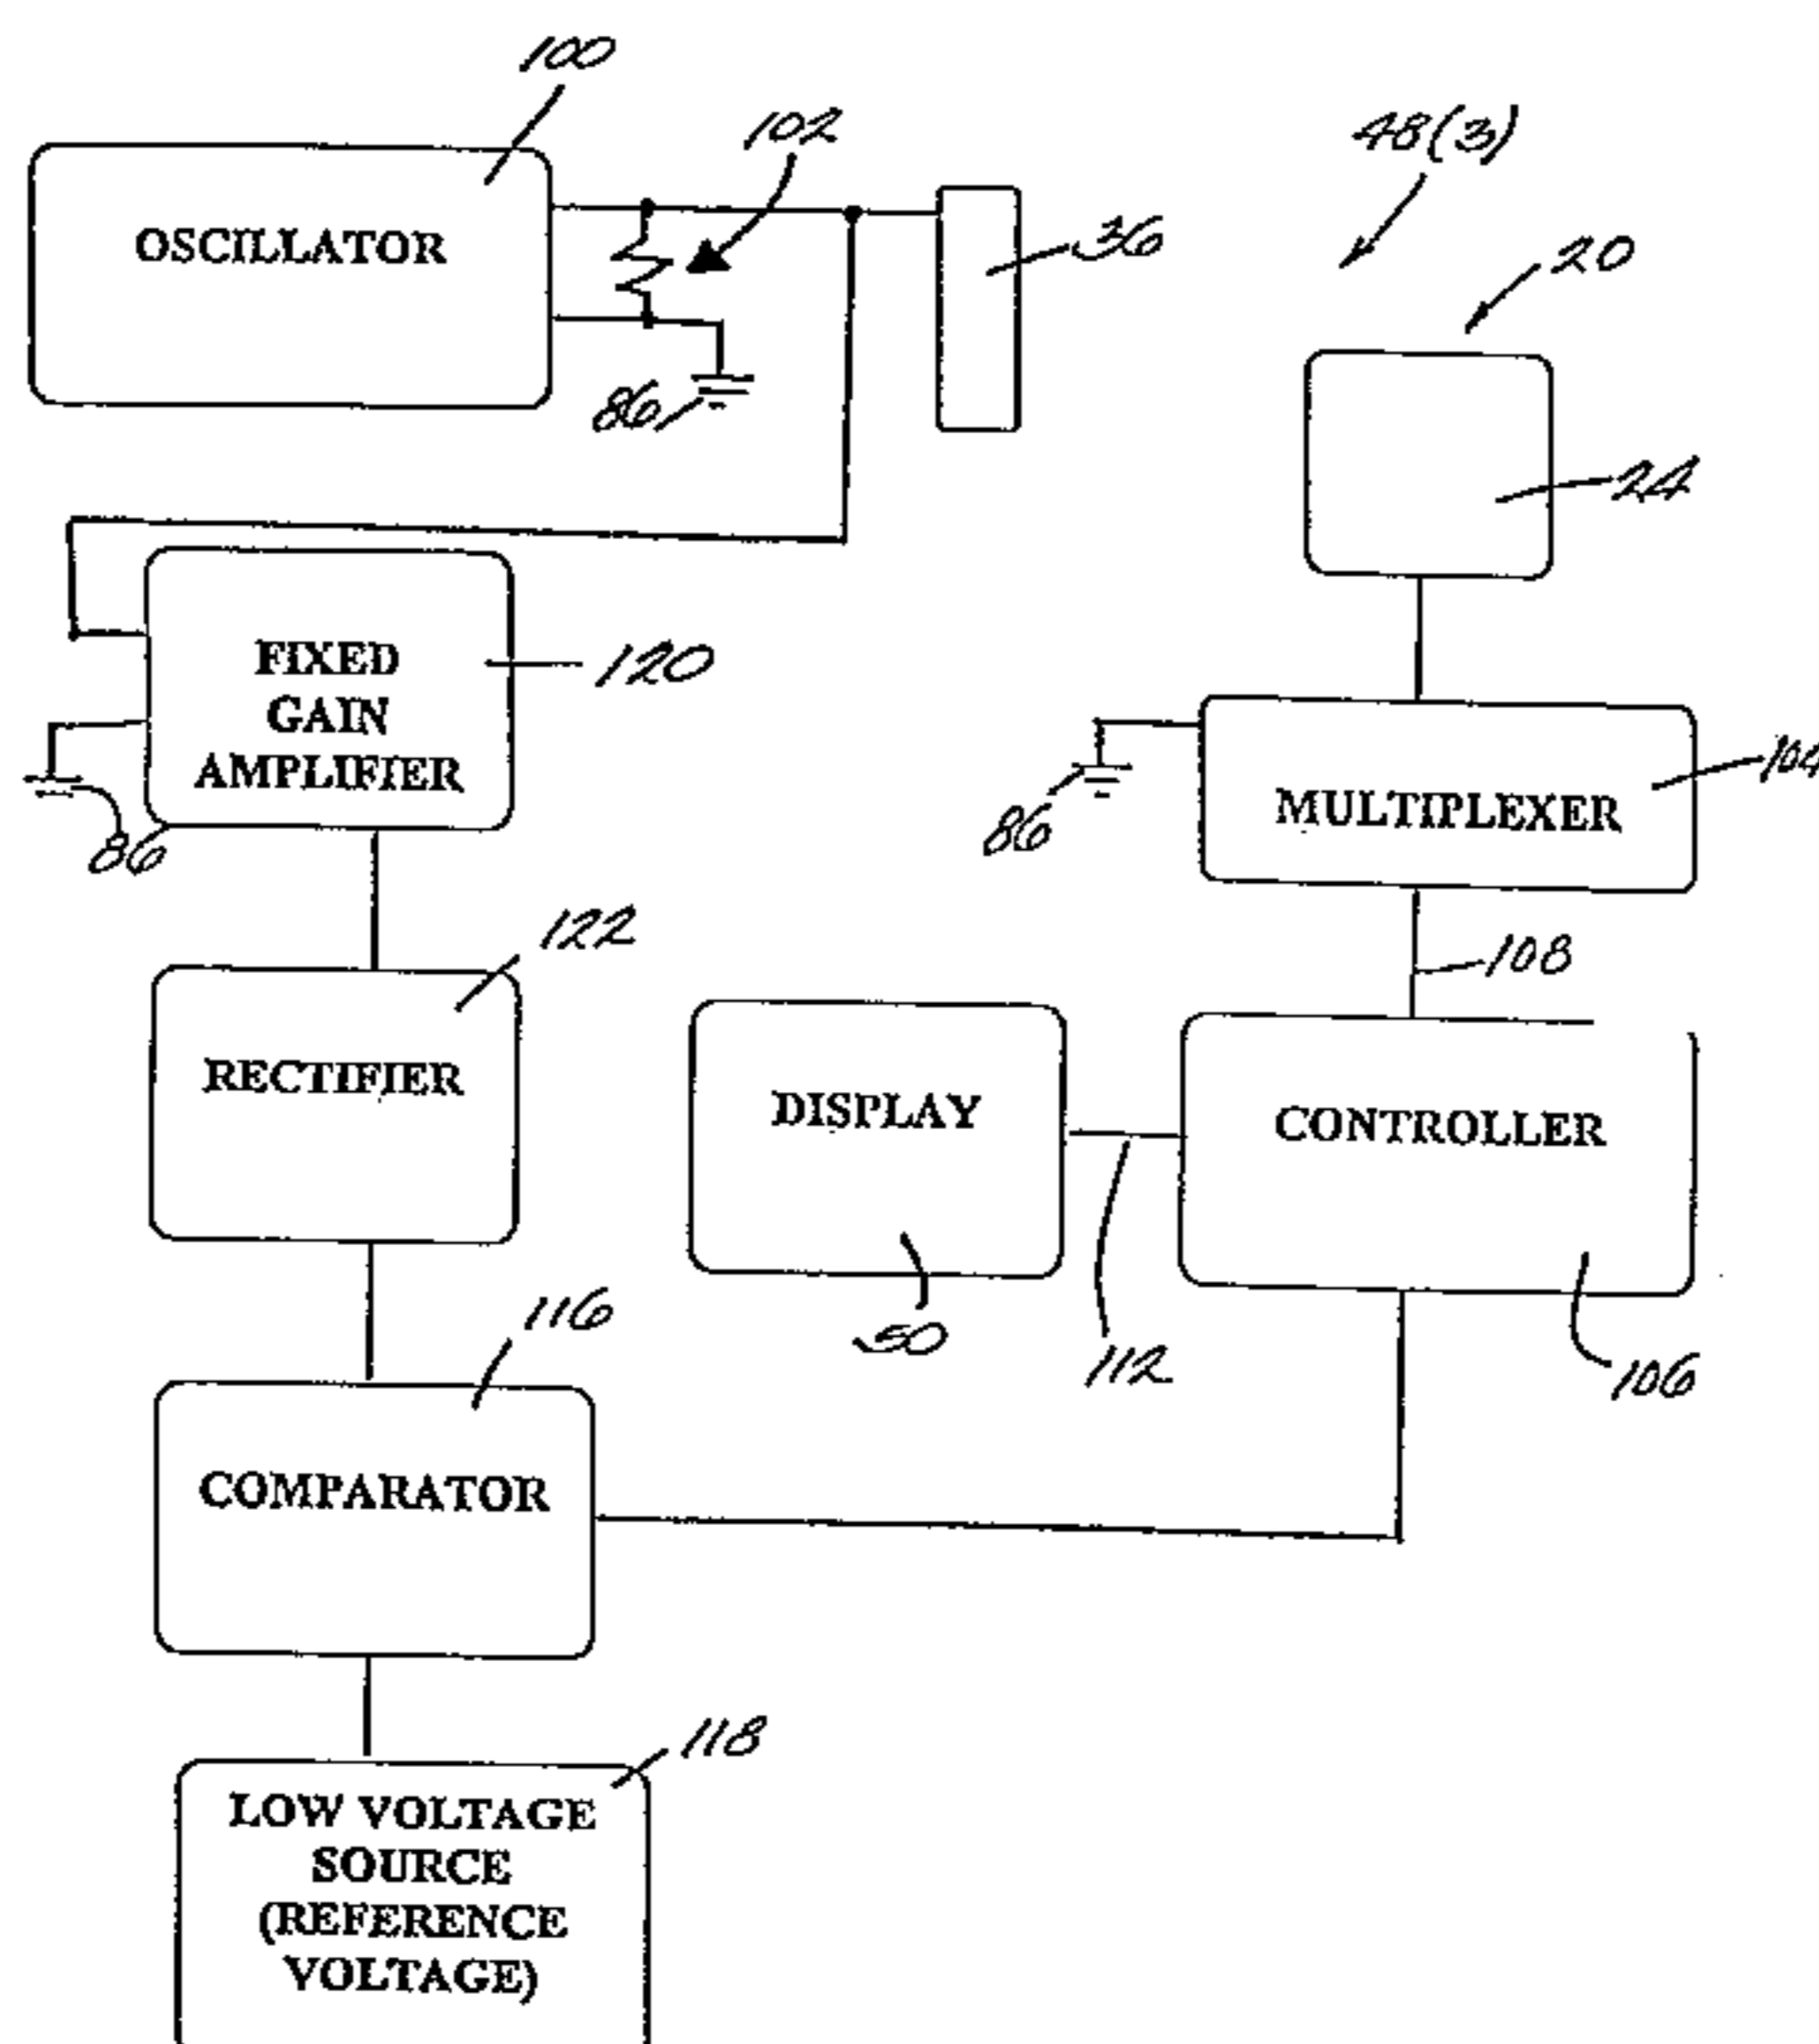 100
102
48(3)
OSCILLATOR
36
20
86
24
FIXED
GAIN
AMPLIFIER
120
86
104
MULTIPLEXER
86
122
108
RECTIFIER
DISPLAY
CONTROLLER
116
50
112
106
COMPARATOR
118
LOW VOLTAGE
SOURCE
(REFERENCE
VOLTAGE)